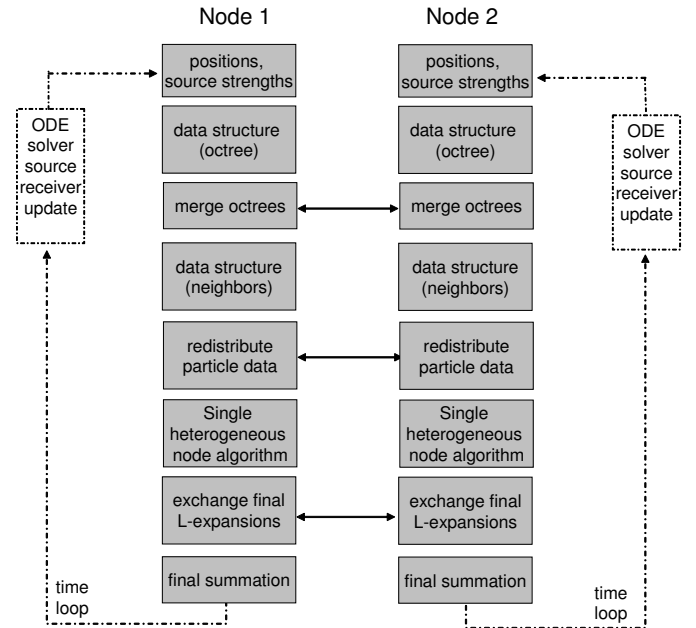 Node 1
Node 2
positions,
source strengths
positions,
source strengths
ODE
solver
source
receiver
update
ODE
solver
source
receiver
update
data structure
(octree)
data structure
(octree)
merge octrees
merge octrees
data structure
(neighbors)
data structure
(neighbors)
redistribute
particle data
redistribute
particle data
Single
heterogeneous
node algorithm
Single
heterogeneous
node algorithm
exchange final
L-expansions
exchange final
L-expansions
final summation
final summation
time
loop
time
loop